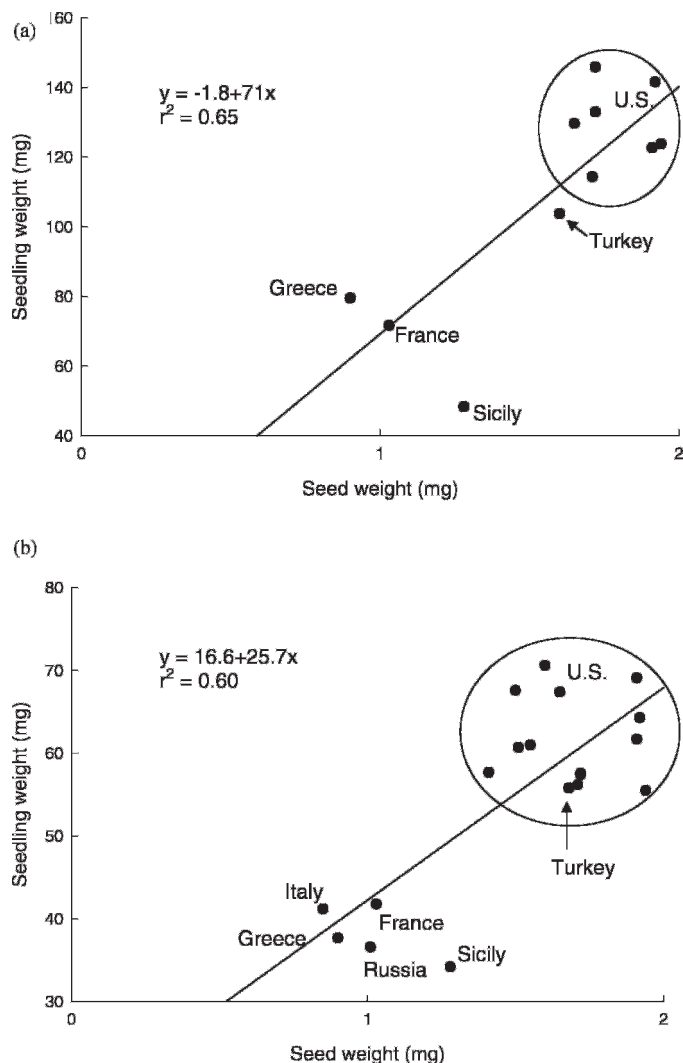 (a)
160
140
120
100
80
60
40
y = -1.8+71x
r² = 0.65
U.S.
Turkey
Greece
France
Sicily
0
1
2
Seedling weight (mg)
Seed weight (mg)
(b)
80
70
60
50
40
30
y = 16.6+25.7x
r² = 0.60
U.S.
Turkey
Italy
France
Greece
Russia
Sicily
0
1
2
Seedling weight (mg)
Seed weight (mg)